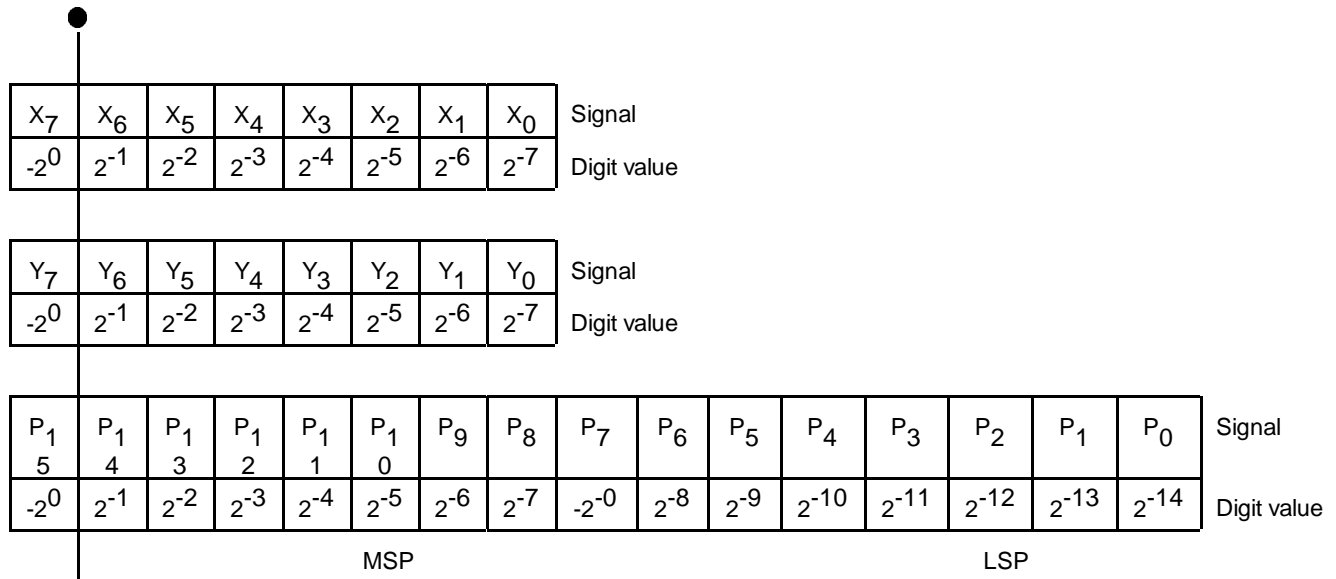 X7 X6 X5 X4 X3 X2 X1 X0 Signal
-2^0 2^-1 2^-2 2^-3 2^-4 2^-5 2^-6 2^-7 Digit value
Y7 Y6 Y5 Y4 Y3 Y2 Y1 Y0 Signal
-2^0 2^-1 2^-2 2^-3 2^-4 2^-5 2^-6 2^-7 Digit value
P15 P14 P13 P12 P11 P10 P9 P8 P7 P6 P5 P4 P3 P2 P1 P0 Signal
-2^0 2^-1 2^-2 2^-3 2^-4 2^-5 2^-6 2^-7 -2^-0 2^-8 2^-9 2^-10 2^-11 2^-12 2^-13 2^-14 Digit value
MSP LSP